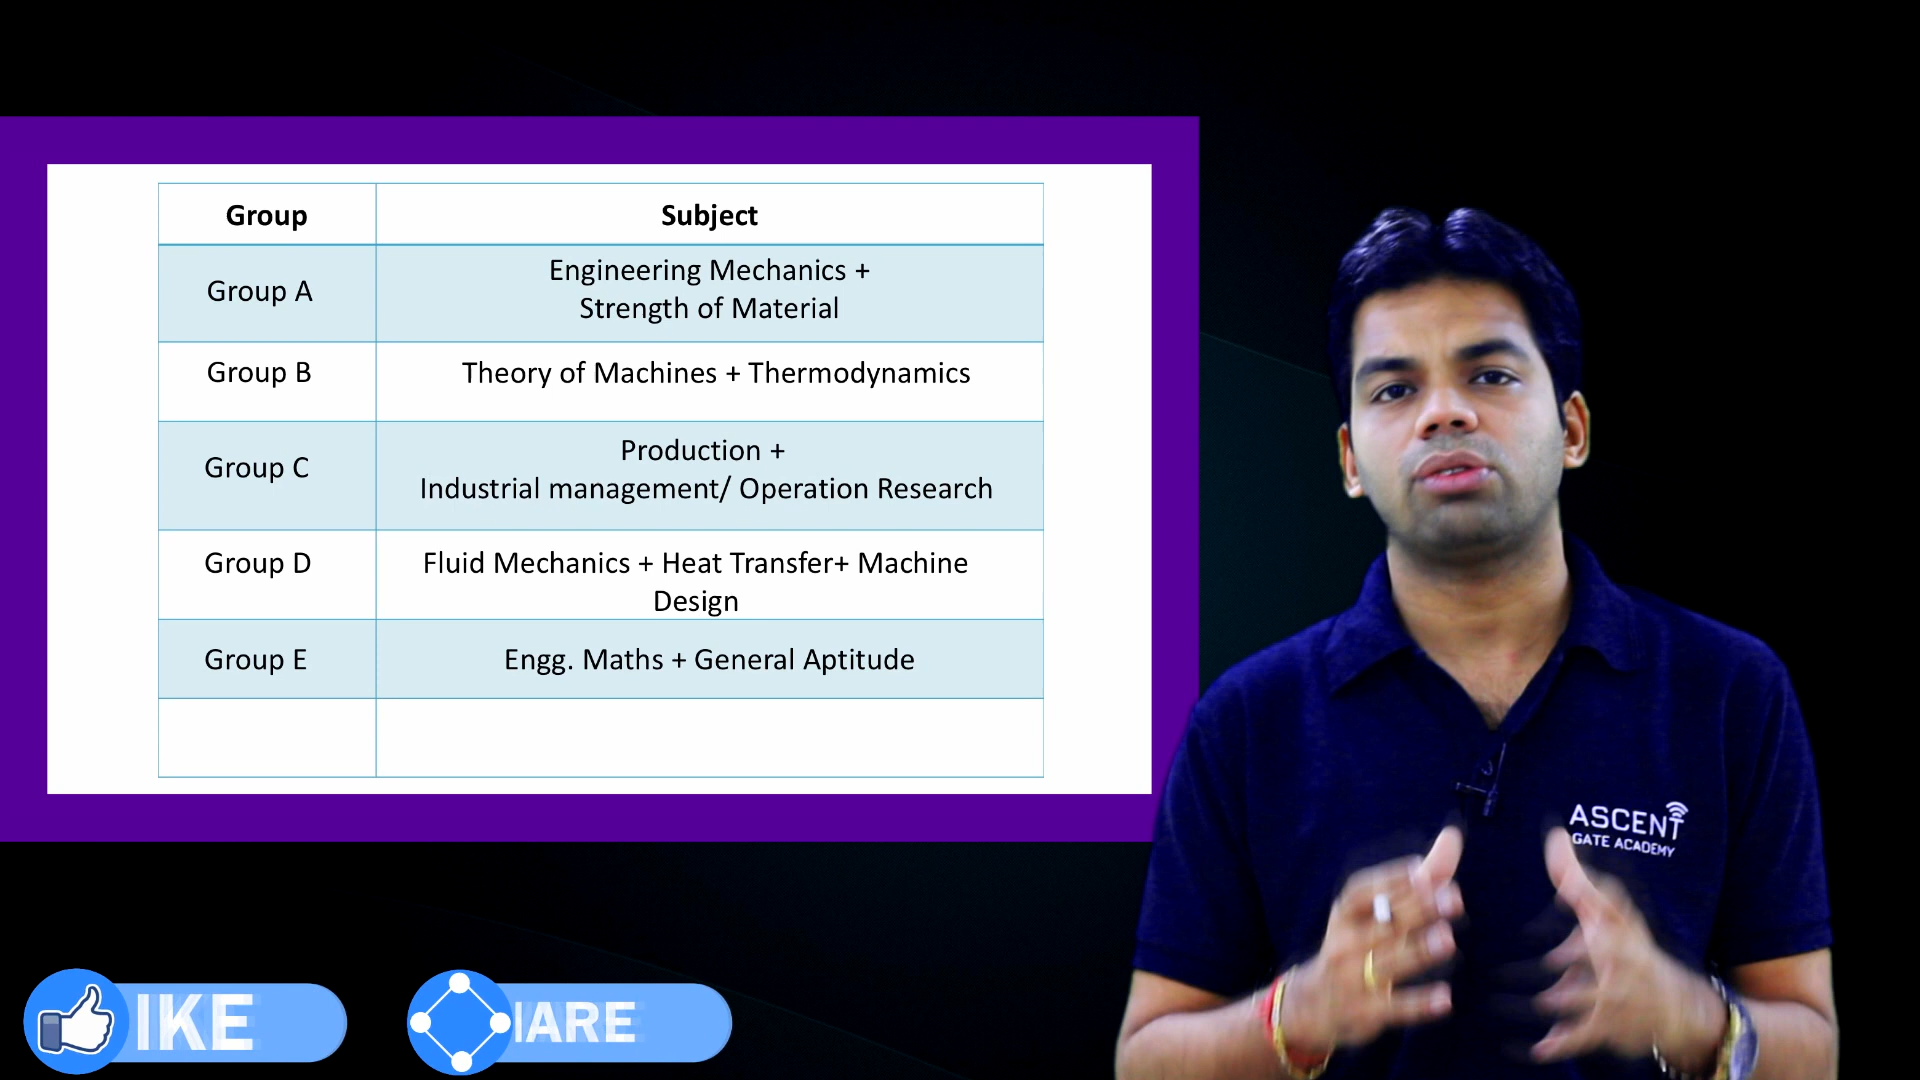 Group
Subject
Group A
Engineering Mechanics +
Strength of Material
Group B
Theory of Machines + Thermodynamics
Group C
Production +
Industrial management/ Operation Research
Group D
Fluid Mechanics + Heat Transfer+ Machine
Design
Group E
Engg. Maths + General Aptitude
ASCENT
GATE ACADEMY
IKE
IARE